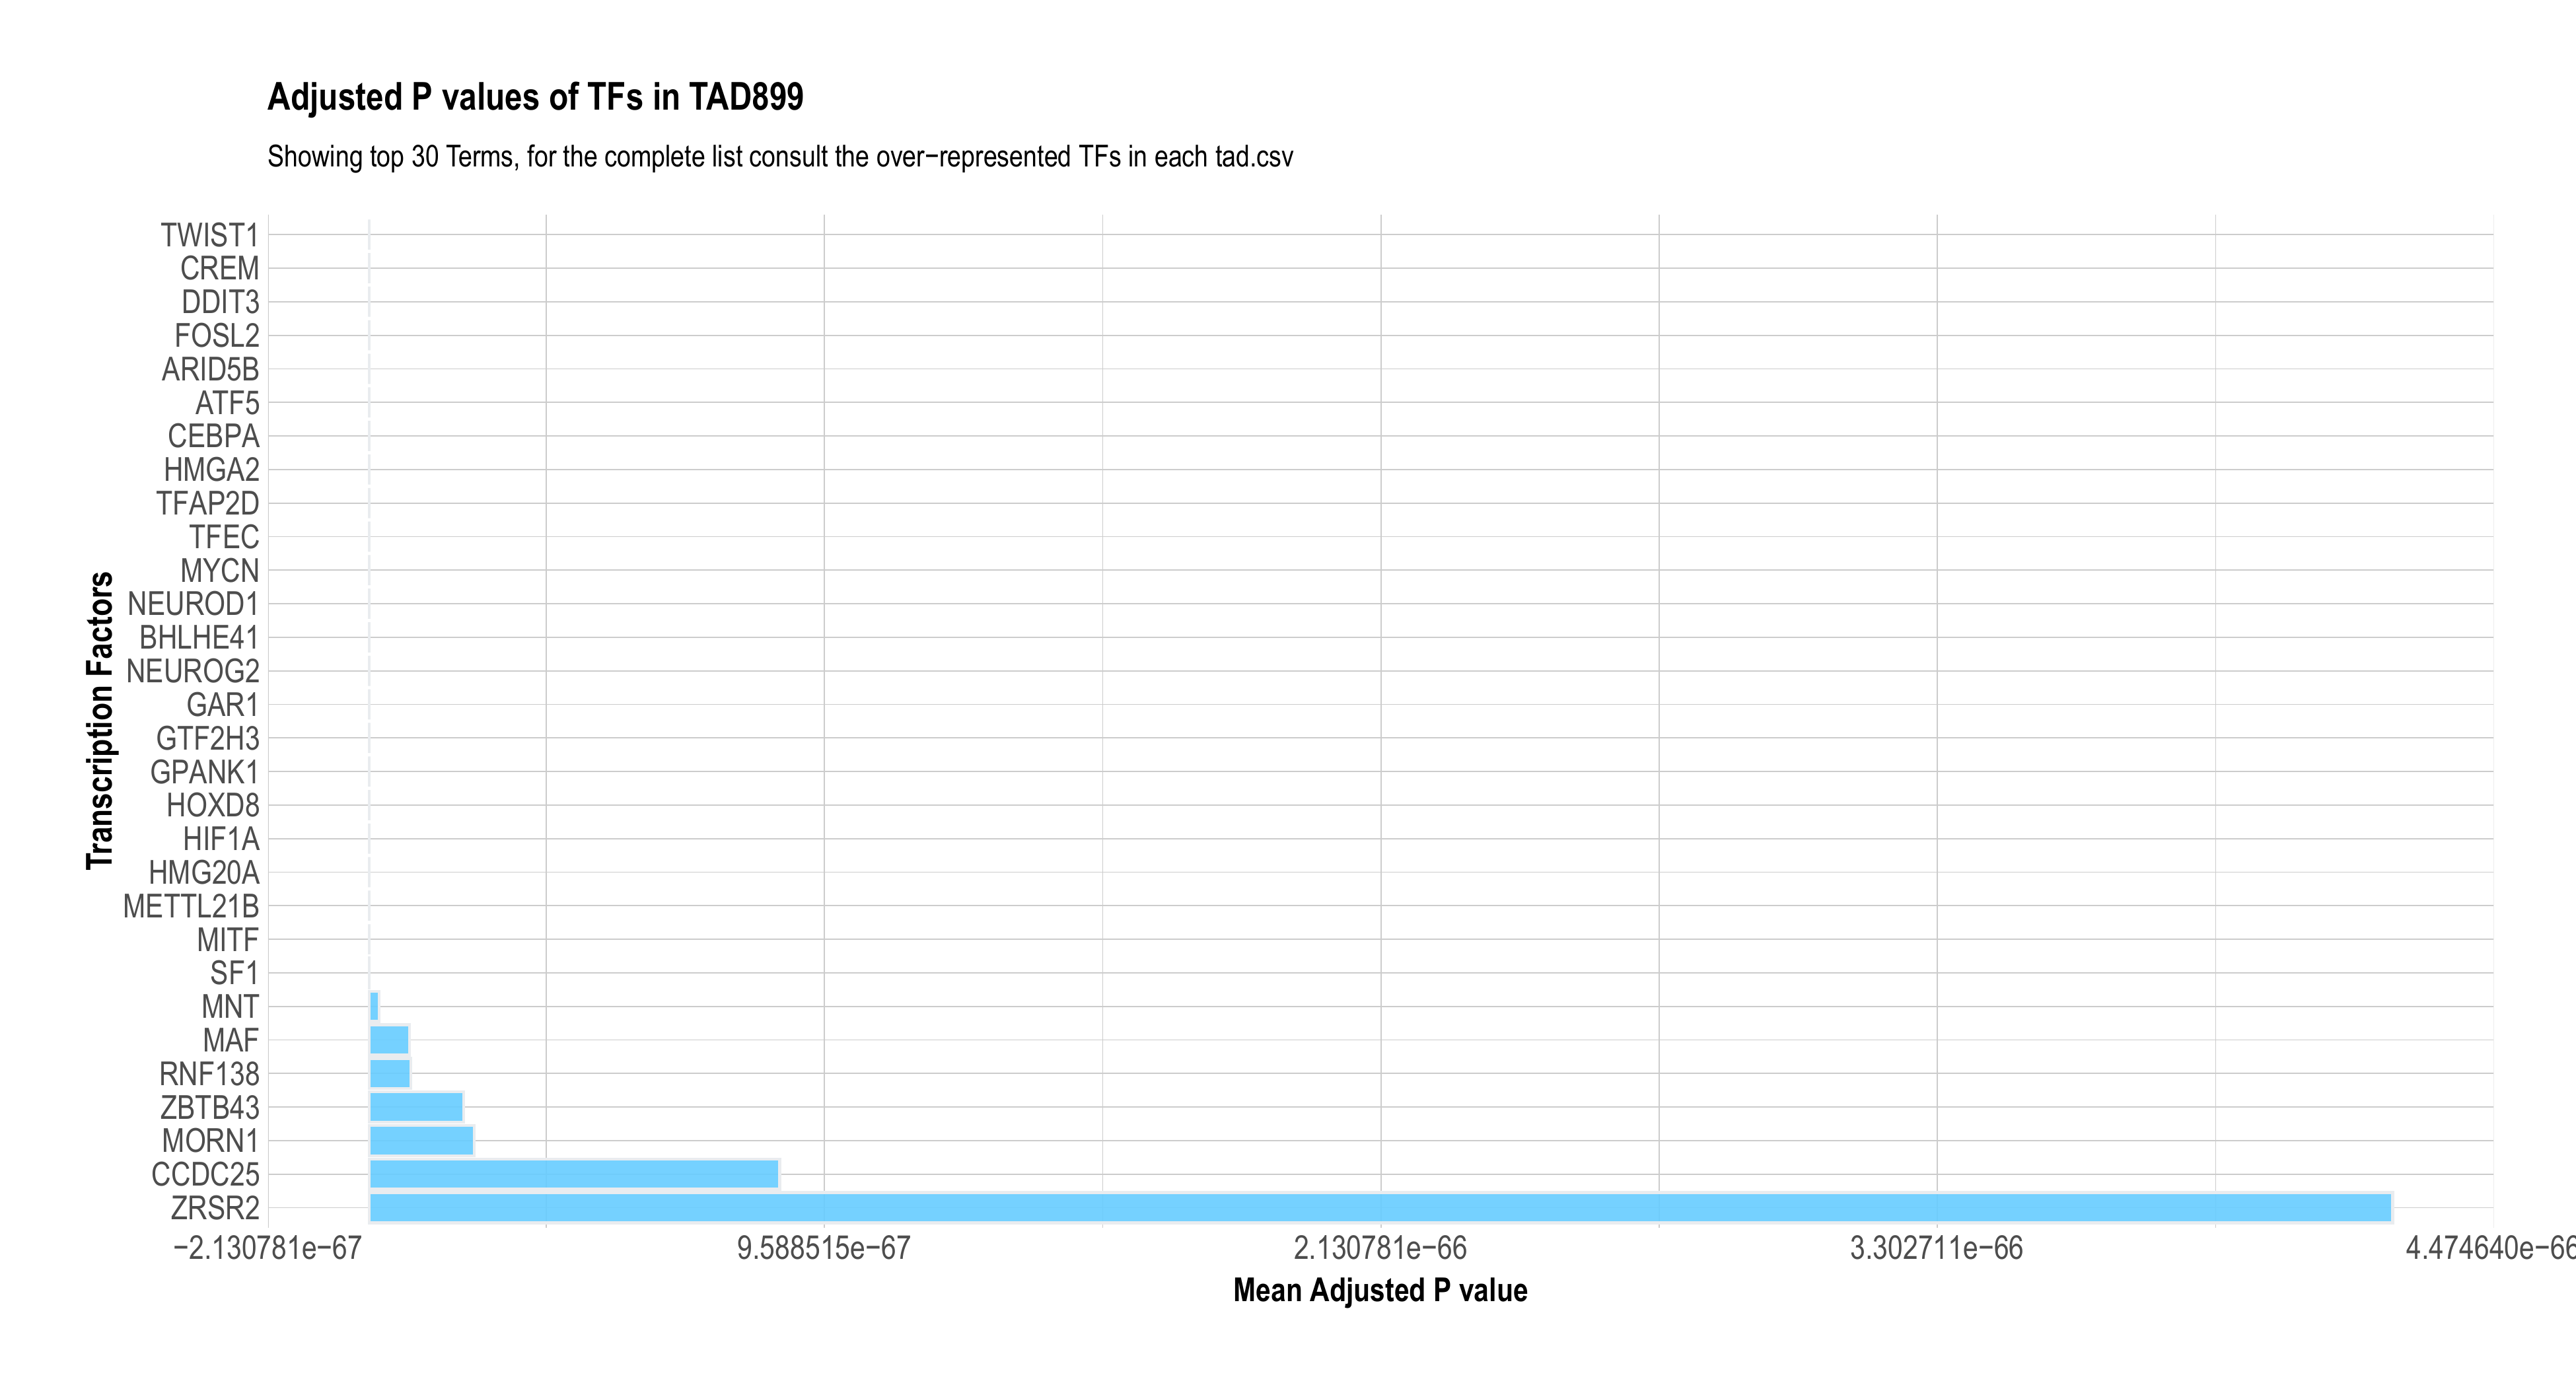 Adjusted P values of TFs in TAD899
Showing top 30 Terms, for the complete list consult the over−represented TFs in each tad.csv
Transcription Factors
TWIST1
CREM
DDIT3
FOSL2
ARID5B
ATF5
CEBPA
HMGA2
TFAP2D
TFEC
MYCN
NEUROD1
BHLHE41
NEUROG2
GAR1
GTF2H3
GPANK1
HOXD8
HIF1A
HMG20A
METTL21B
MITF
SF1
MNT
MAF
RNF138
ZBTB43
MORN1
CCDC25
ZRSR2
−2.130781e−67 9.588515e−67 2.130781e−66 3.302711e−66 4.474640e−66
Mean Adjusted P value